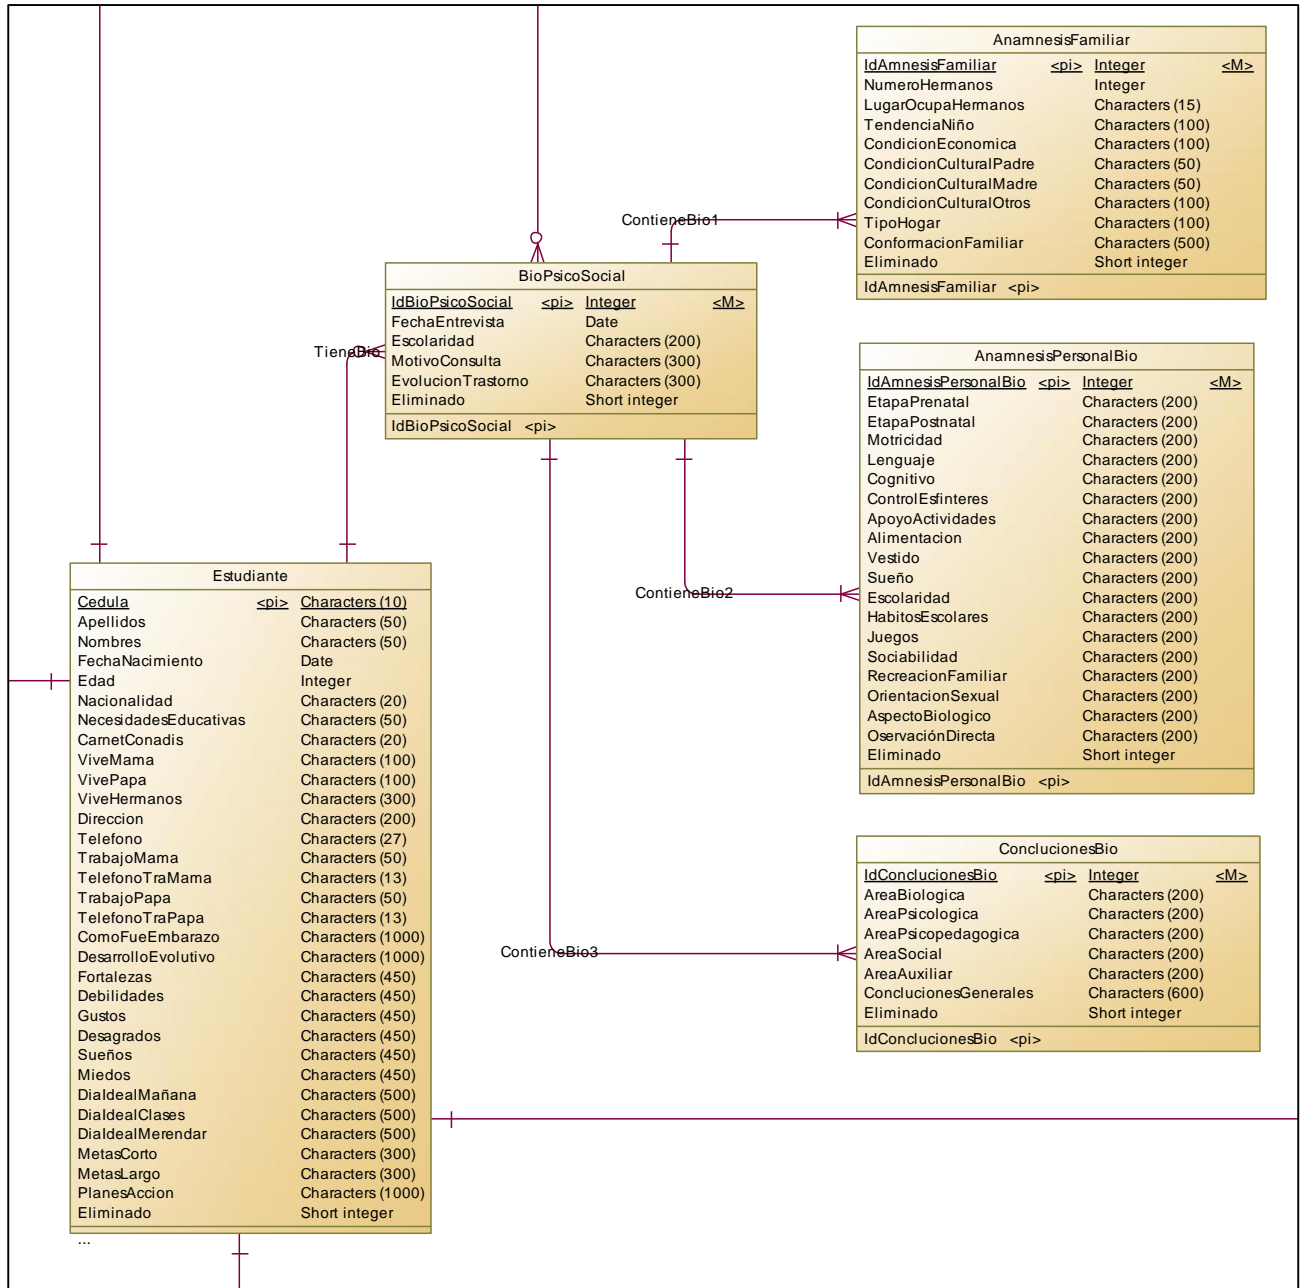 AnamnesisFamiliar
IdAmnesisFamiliar <pi> Integer <M>
NumeroHermanos Integer
LugarOcupaHermanos Characters (15)
TendenciaNiño Characters (100)
CondicionEconomica Characters (100)
CondicionCulturalPadre Characters (50)
CondicionCulturalMadre Characters (50)
CondicionCulturalOtros Characters (100)
TipoHogar Characters (100)
ConformacionFamiliar Characters (500)
Eliminado Short integer
IdAmnesisFamiliar <pi>
ContieneBio1
BioPsicoSocial
IdBioPsicoSocial <pi> Integer <M>
FechaEntrevista Date
Escolaridad Characters (200)
MotivoConsulta Characters (300)
EvolucionTrastorno Characters (300)
Eliminado Short integer
IdBioPsicoSocial <pi>
TieneBio
AnamnesisPersonalBio
IdAmnesisPersonalBio <pi> Integer <M>
EtapaPrenatal Characters (200)
EtapaPostnatal Characters (200)
Motricidad Characters (200)
Lenguaje Characters (200)
Cognitivo Characters (200)
ControlEsfinteres Characters (200)
ApoyoActividades Characters (200)
Alimentacion Characters (200)
Vestido Characters (200)
Sueño Characters (200)
Escolaridad Characters (200)
HabitosEscolares Characters (200)
Juegos Characters (200)
Sociabilidad Characters (200)
RecreacionFamiliar Characters (200)
OrientacionSexual Characters (200)
AspectoBiologico Characters (200)
OservaciónDirecta Characters (200)
Eliminado Short integer
IdAmnesisPersonalBio <pi>
ContieneBio2
Estudiante
Cedula <pi> Characters (10)
Apellidos Characters (50)
Nombres Characters (50)
FechaNacimiento Date
Edad Integer
Nacionalidad Characters (20)
NecesidadesEducativas Characters (50)
CarnetConadis Characters (20)
ViveMama Characters (100)
VivePapa Characters (100)
ViveHermanos Characters (300)
Direccion Characters (200)
Telefono Characters (27)
TrabajoMama Characters (50)
TelefonoTraMama Characters (13)
TrabajoPapa Characters (50)
TelefonoTraPapa Characters (13)
ComoFueEmbarazo Characters (1000)
DesarrolloEvolutivo Characters (1000)
Fortalezas Characters (450)
Debilidades Characters (450)
Gustos Characters (450)
Desagrados Characters (450)
Sueños Characters (450)
Miedos Characters (450)
DiaIdealMañana Characters (500)
DiaIdealClases Characters (500)
DiaIdealMerendar Characters (500)
MetasCorto Characters (300)
MetasLargo Characters (300)
PlanesAccion Characters (1000)
Eliminado Short integer
...
ContieneBio3
ConclucionesBio
IdConclucionesBio <pi> Integer <M>
AreaBiologica Characters (200)
AreaPsicologica Characters (200)
AreaPsicopedagogica Characters (200)
AreaSocial Characters (200)
AreaAuxiliar Characters (200)
ConclucionesGenerales Characters (600)
Eliminado Short integer
IdConclucionesBio <pi>